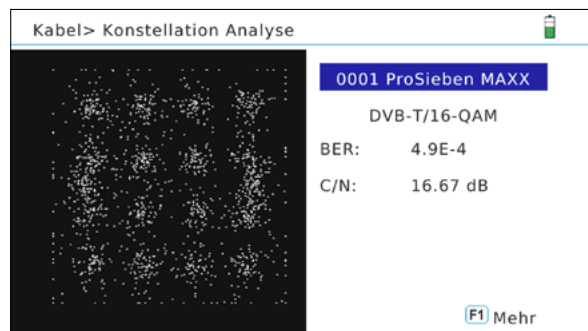 Kabel> Konstellation Analyse
0001 ProSieben MAXX
DVB-T/16-QAM
BER: 4.9E-4
C/N: 16.67 dB
F1 Mehr